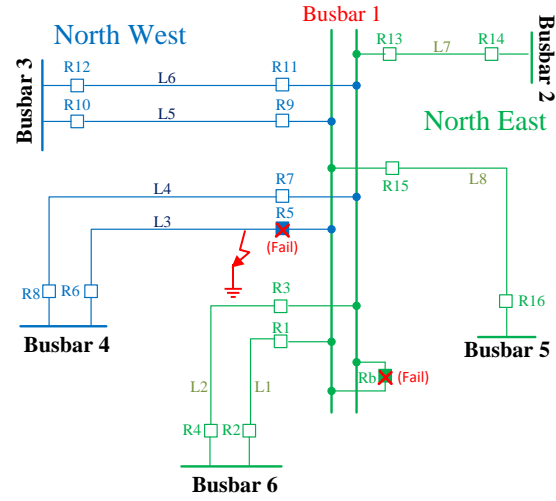 Busbar 1
North West
R13
L7
R14
Busbar 2
Busbar 3
R12
L6
R11
R10
L5
R9
North East
L4
R7
R15
L8
L3
R5
(Fail)
R8
R6
R3
R16
Busbar 4
R1
Busbar 5
L2
L1
Rb
(Fail)
R4
R2
Busbar 6